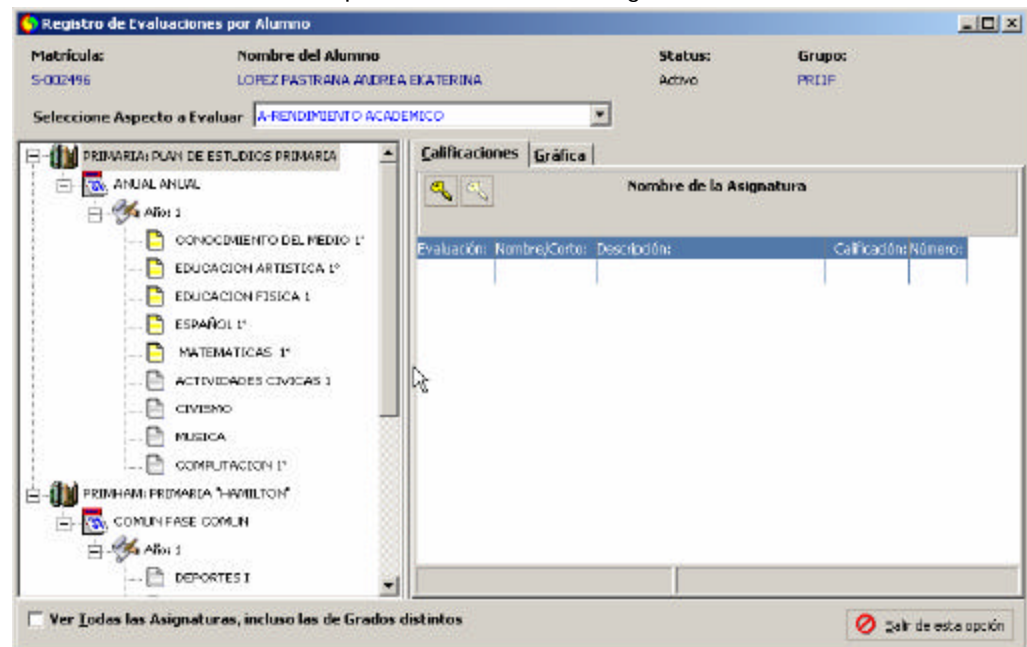 Registro de Evaluaciones por Alumno
Matrícula: Nombre del Alumno Status: Grupo:
S-002496 LOPEZ PASTRANA ANDREA EKATERINA Activo PRI1F
Seleccione Aspecto a Evaluar A-RENDIMIENTO ACADEMICO
PRIMARIA: PLAN DE ESTUDIOS PRIMARIA
ANUAL ANUAL
Año: 1
CONOCIMIENTO DEL MEDIO 1°
EDUCACION ARTISTICA 1°
EDUCACION FISICA 1
ESPAÑOL 1°
MATEMATICAS 1°
ACTIVIDADES CIVICAS 1
CIVISMO
MUSICA
COMPUTACION 1°
PRIMHAM: PRIMARIA "HAMILTON"
COMUN FASE COMUN
Año: 1
DEPORTES I
Calificaciones Gráfica
Nombre de la Asignatura
Evaluación: Nombre/Corto: Descripción: Calificación: Número:
Ver Todas las Asignaturas, incluso las de Grados distintos
Salir de esta opción